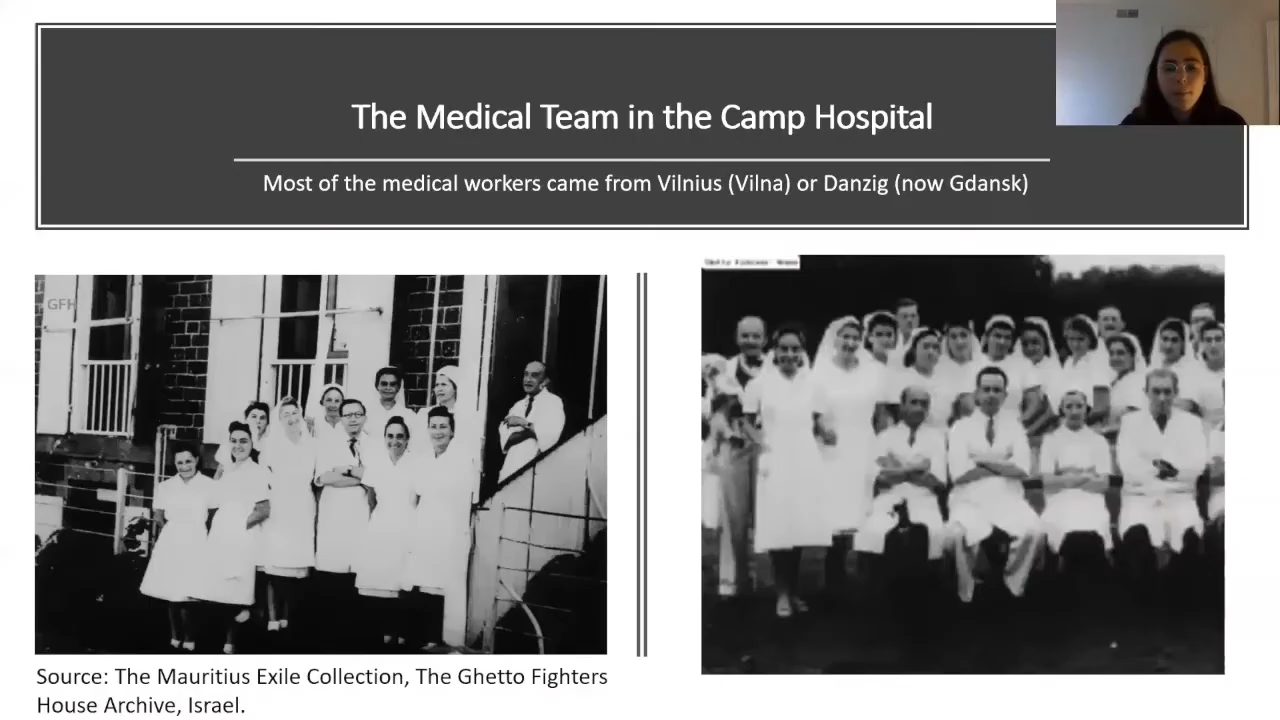 The Medical Team in the Camp Hospital
Most of the medical workers came from Vilnius (Vilna) or Danzig (now Gdansk)
GFH
Source: The Mauritius Exile Collection, The Ghetto Fighters
House Archive, Israel.